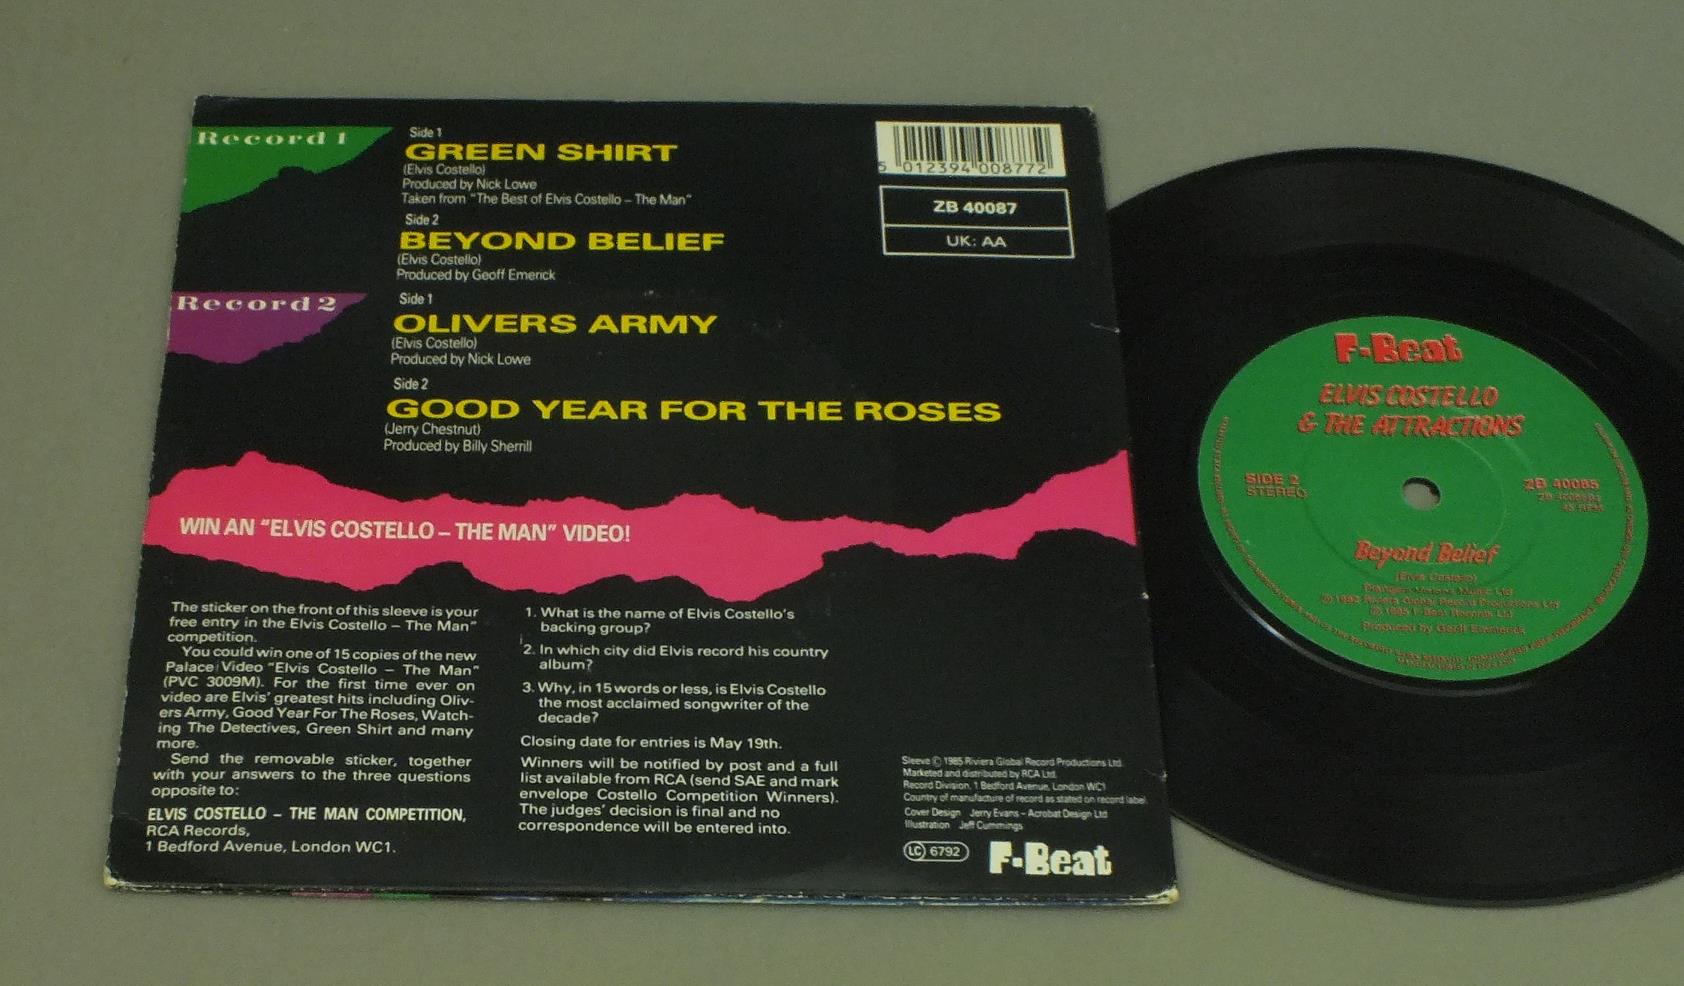 Record 1
Side 1
GREEN SHIRT
(Elvis Costello)
Produced by Nick Lowe
Taken from "The Best of Elvis Costello – The Man"
Side 2
BEYOND BELIEF
(Elvis Costello)
Produced by Geoff Emerick
Record 2
Side 1
OLIVERS ARMY
(Elvis Costello)
Produced by Nick Lowe
Side 2
GOOD YEAR FOR THE ROSES
(Jerry Chestnut)
Produced by Billy Sherrill
5 012394 008772
ZB 40087
UK: AA
WIN AN "ELVIS COSTELLO – THE MAN" VIDEO!
The sticker on the front of this sleeve is your
free entry in the Elvis Costello – The Man"
competition.
You could win one of 15 copies of the new
Palace Video "Elvis Costello – The Man"
(PVC 3009M). For the first time ever on
video are Elvis' greatest hits including Oliv-
ers Army, Good Year For The Roses, Watch-
ing The Detectives, Green Shirt and many
more.
Send the removable sticker, together
with your answers to the three questions
opposite to:
ELVIS COSTELLO – THE MAN COMPETITION,
RCA Records,
1 Bedford Avenue, London WC1.
1. What is the name of Elvis Costello's
backing group?
2. In which city did Elvis record his country
album?
3. Why, in 15 words or less, is Elvis Costello
the most acclaimed songwriter of the
decade?
Closing date for entries is May 19th.
Winners will be notified by post and a full
list available from RCA (send SAE and mark
envelope Costello Competition Winners).
The judges' decision is final and no
correspondence will be entered into.
Sleeve © 1985 Riviera Global Record Productions Ltd.
Marketed and distributed by RCA Ltd.
Record Division, 1 Bedford Avenue, London WC1
Country of manufacture of record as stated on record label
Cover Design Jerry Evans – Acrobat Design Ltd
Illustration Jeff Cummings
LC 6792
F-Beat
F-Beat
ELVIS COSTELLO
& THE ATTRACTIONS
SIDE 2
STEREO
ZB 40085
45 RPM
Beyond Belief
(Elvis Costello)
Music Ltd
Riviera Global Record Productions Ltd
1985 F-Beat Records Ltd
Produced by Geoff Emmerick